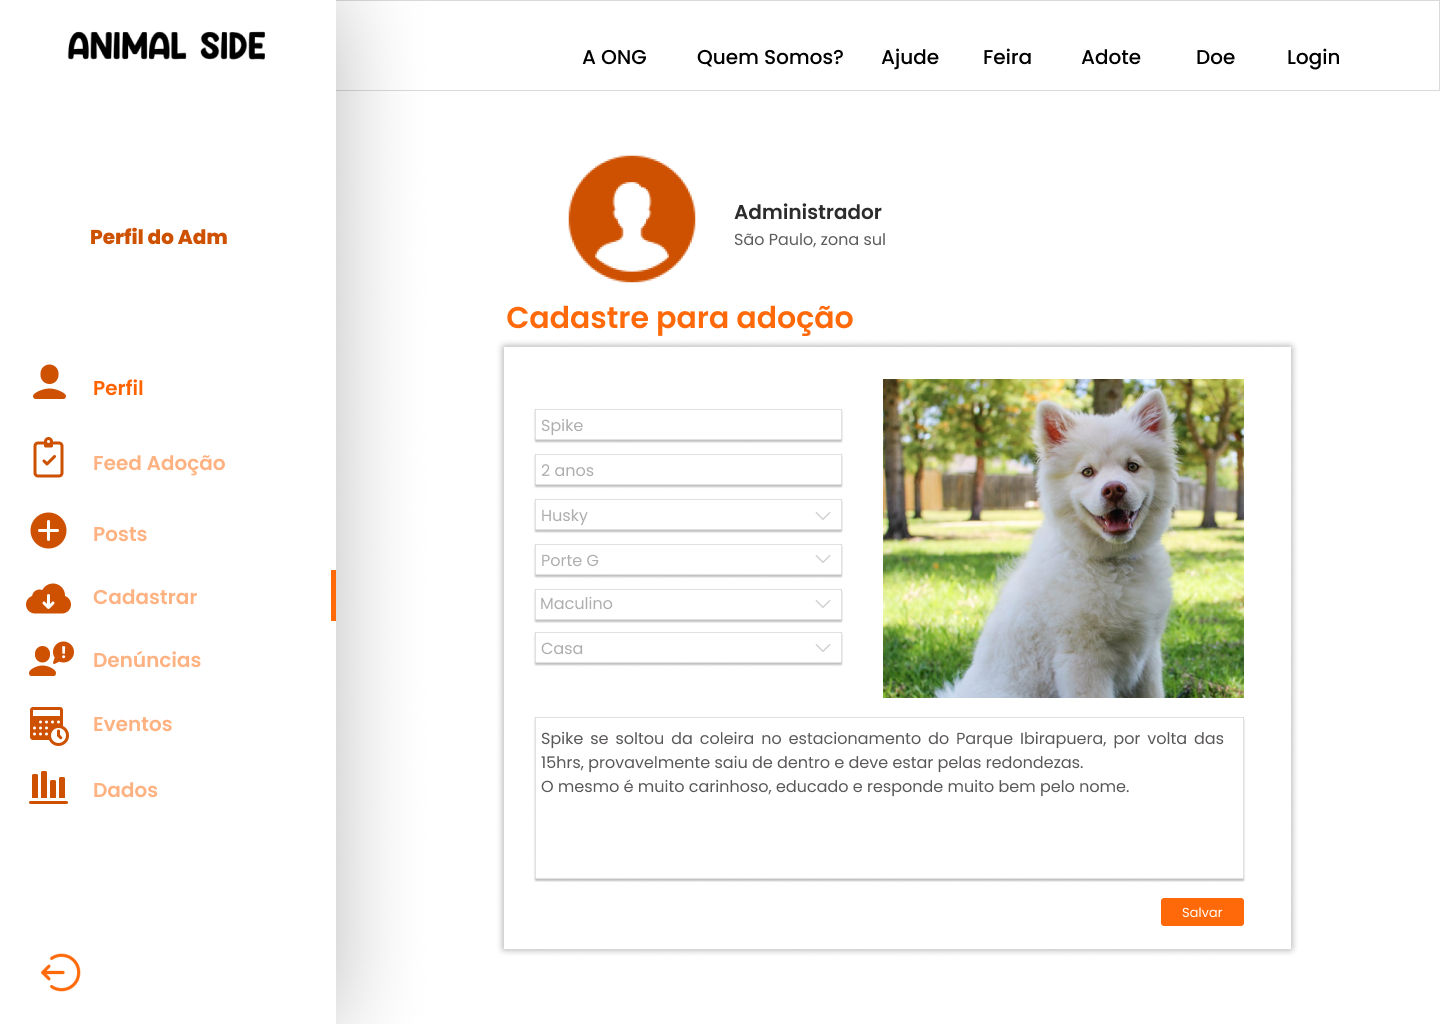 ANIMAL SIDE
A ONG
Quem Somos?
Ajude
Feira
Adote
Doe
Login
Perfil do Adm
Perfil
Feed Adoção
Posts
Cadastrar
Denúncias
Eventos
Dados
Administrador
São Paulo, zona sul
Cadastre para adoção
Spike
2 anos
Husky
Porte G
Maculino
Casa
Spike se soltou da coleira no estacionamento do Parque Ibirapuera, por volta das
15hrs, provavelmente saiu de dentro e deve estar pelas redondezas.
O mesmo é muito carinhoso, educado e responde muito bem pelo nome.
Salvar